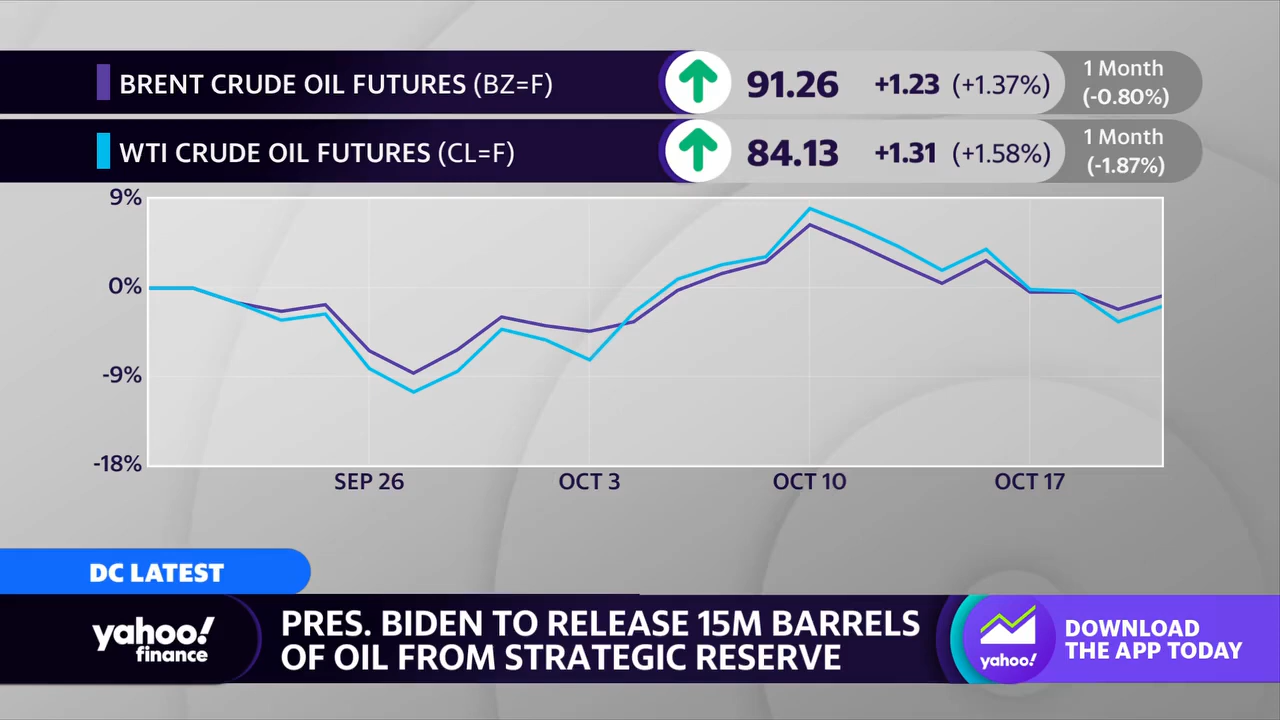 BRENT CRUDE OIL FUTURES (BZ=F) 91.26 +1.23 (+1.37%) 1 Month (-0.80%)
WTI CRUDE OIL FUTURES (CL=F) 84.13 +1.31 (+1.58%) 1 Month (-1.87%)
9%
0%
-9%
-18%
SEP 26 OCT 3 OCT 10 OCT 17
DC LATEST
yahoo!
finance
PRES. BIDEN TO RELEASE 15M BARRELS
OF OIL FROM STRATEGIC RESERVE
yahoo!
DOWNLOAD
THE APP TODAY